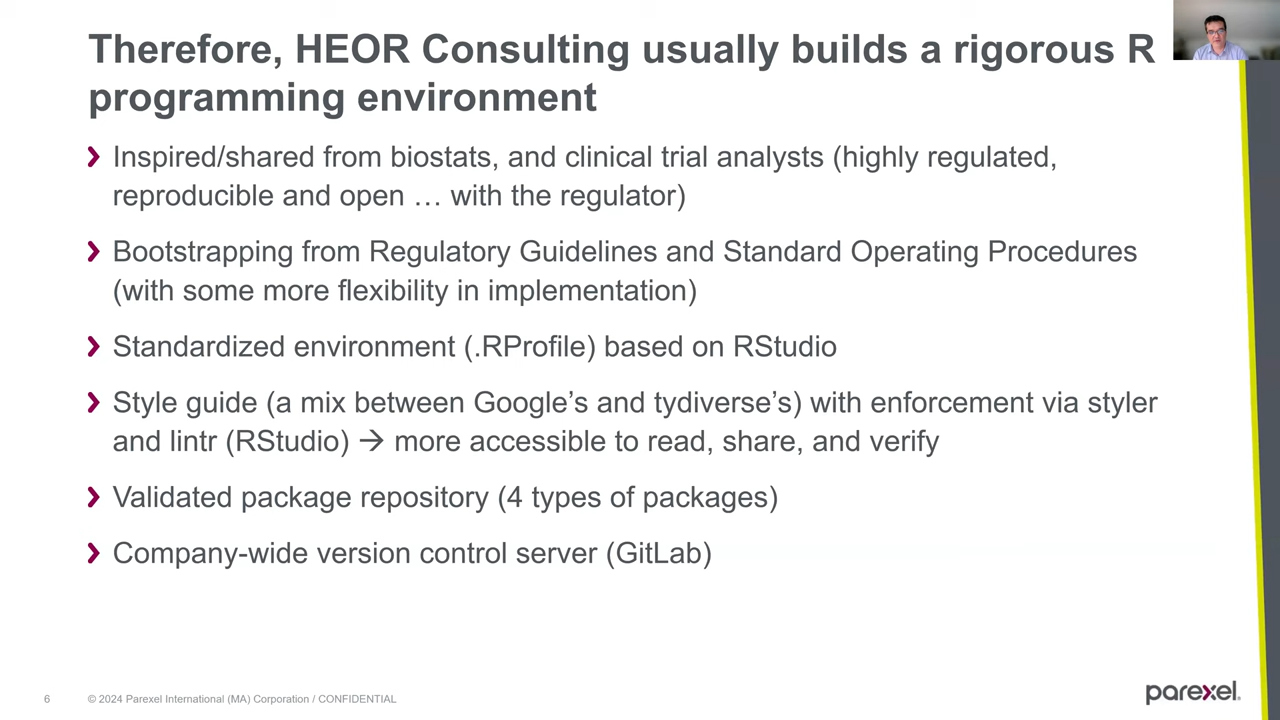 Therefore, HEOR Consulting usually builds a rigorous R
programming environment
Inspired/shared from biostats, and clinical trial analysts (highly regulated,
reproducible and open … with the regulator)
Bootstrapping from Regulatory Guidelines and Standard Operating Procedures
(with some more flexibility in implementation)
Standardized environment (.RProfile) based on RStudio
Style guide (a mix between Google’s and tydiverse’s) with enforcement via styler
and lintr (RStudio) → more accessible to read, share, and verify
Validated package repository (4 types of packages)
Company-wide version control server (GitLab)
6 © 2024 Parexel International (MA) Corporation / CONFIDENTIAL
parexel.